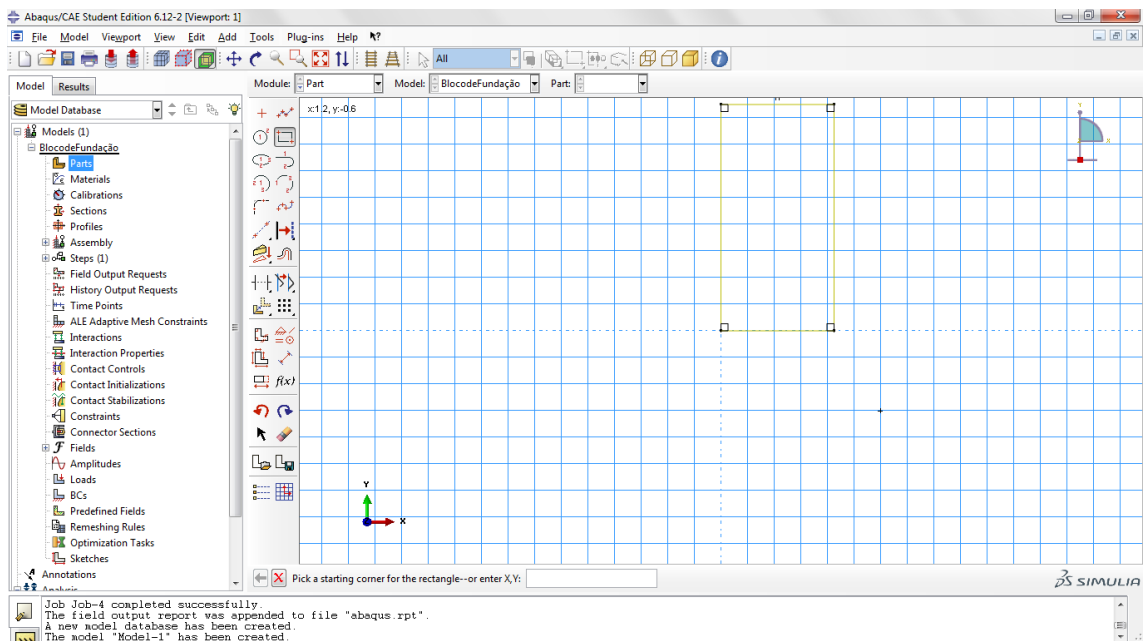 Abaqus/CAE Student Edition 6.12-2 [Viewport: 1]
File Model Viewport View Edit Add Tools Plug-ins Help
All
Model Results
Module: Part Model: BlocodeFundação Part:
Model Database
x:1.2, y:-0.6
Models (1)
BlocodeFundação
Parts
Materials
Calibrations
Sections
Profiles
Assembly
Steps (1)
Field Output Requests
History Output Requests
Time Points
ALE Adaptive Mesh Constraints
Interactions
Interaction Properties
Contact Controls
Contact Initializations
Contact Stabilizations
Constraints
Connector Sections
Fields
Amplitudes
Loads
BCs
Predefined Fields
Remeshing Rules
Optimization Tasks
Sketches
Annotations
Analysis
f(x)
Y
X
Y
X
Pick a starting corner for the rectangle--or enter X,Y:
SIMULIA
Job Job-4 completed successfully.
The field output report was appended to file "abaqus.rpt".
A new model database has been created.
The model "Model-1" has been created.